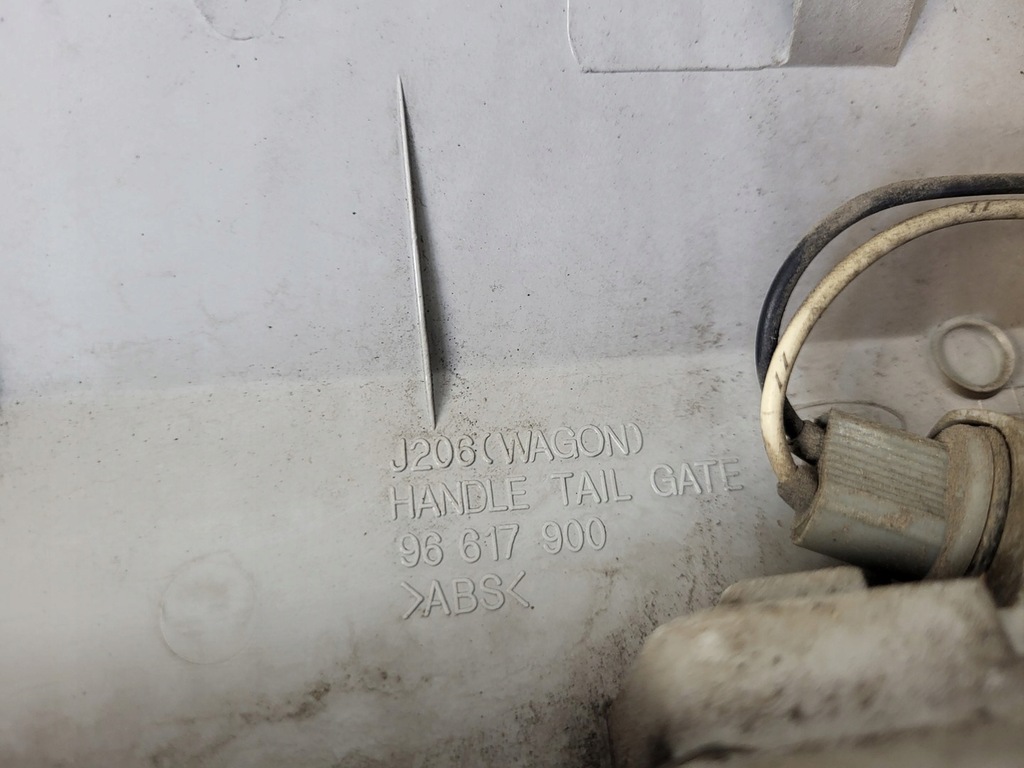 J206(WAGON)
HANDLE TAIL GATE
96 617 900
>ABS<